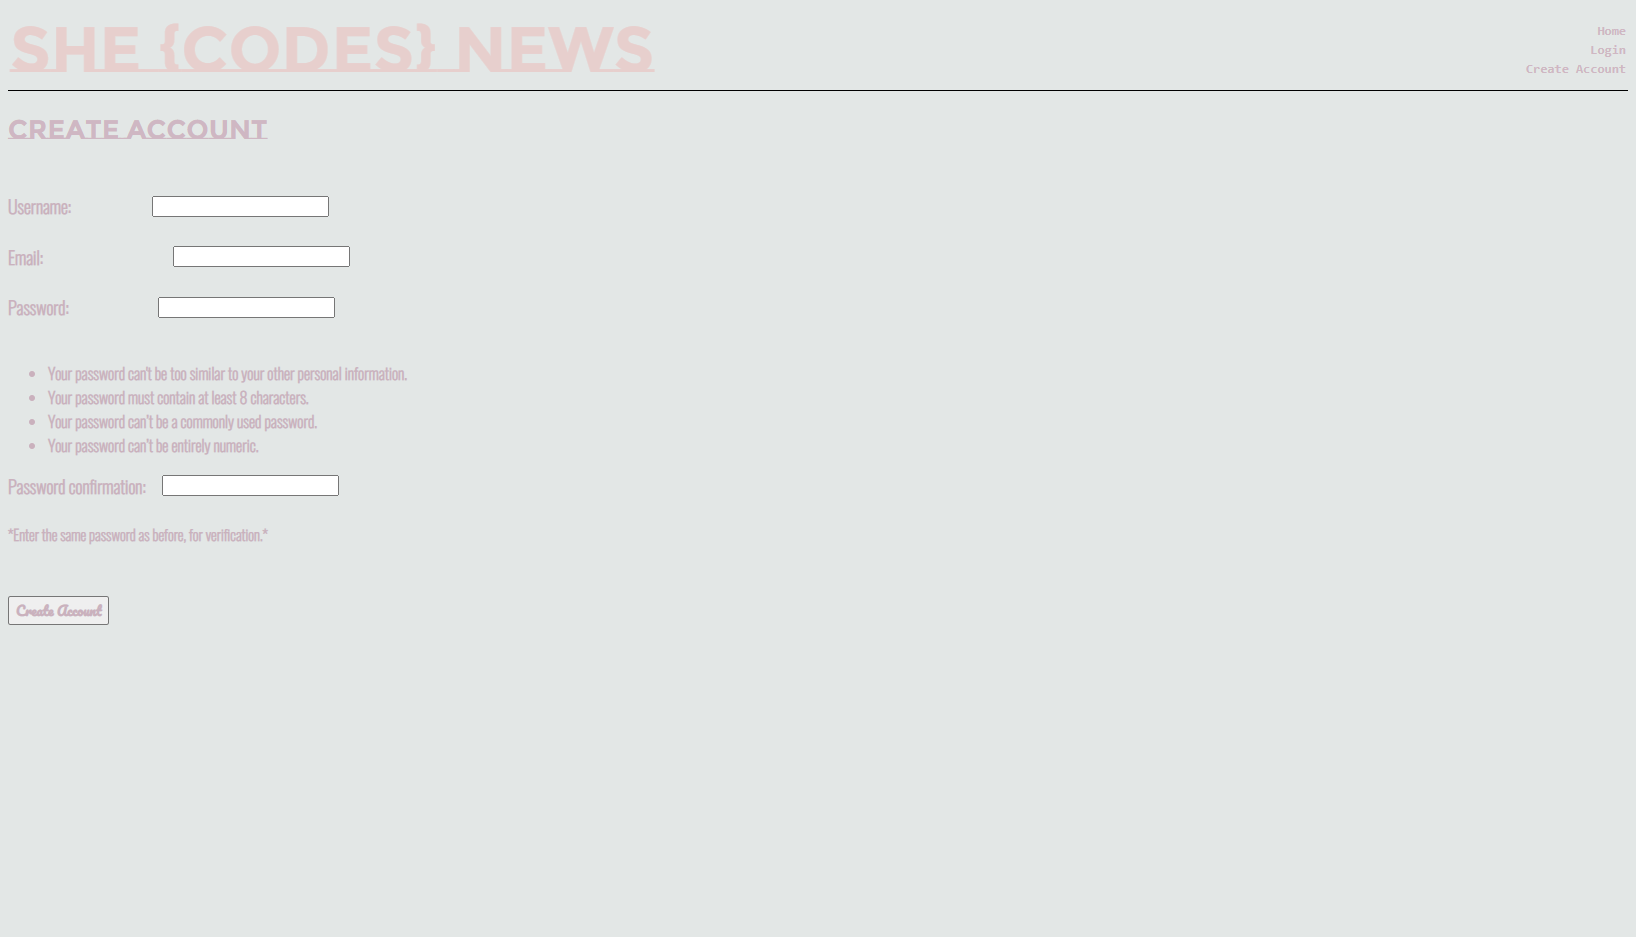 SHE {CODES} NEWS
Home
Login
Create Account
CREATE ACCOUNT
Username:
Email:
Password:
Your password can't be too similar to your other personal information.
Your password must contain at least 8 characters.
Your password can't be a commonly used password.
Your password can't be entirely numeric.
Password confirmation:
*Enter the same password as before, for verification.*
Create Account